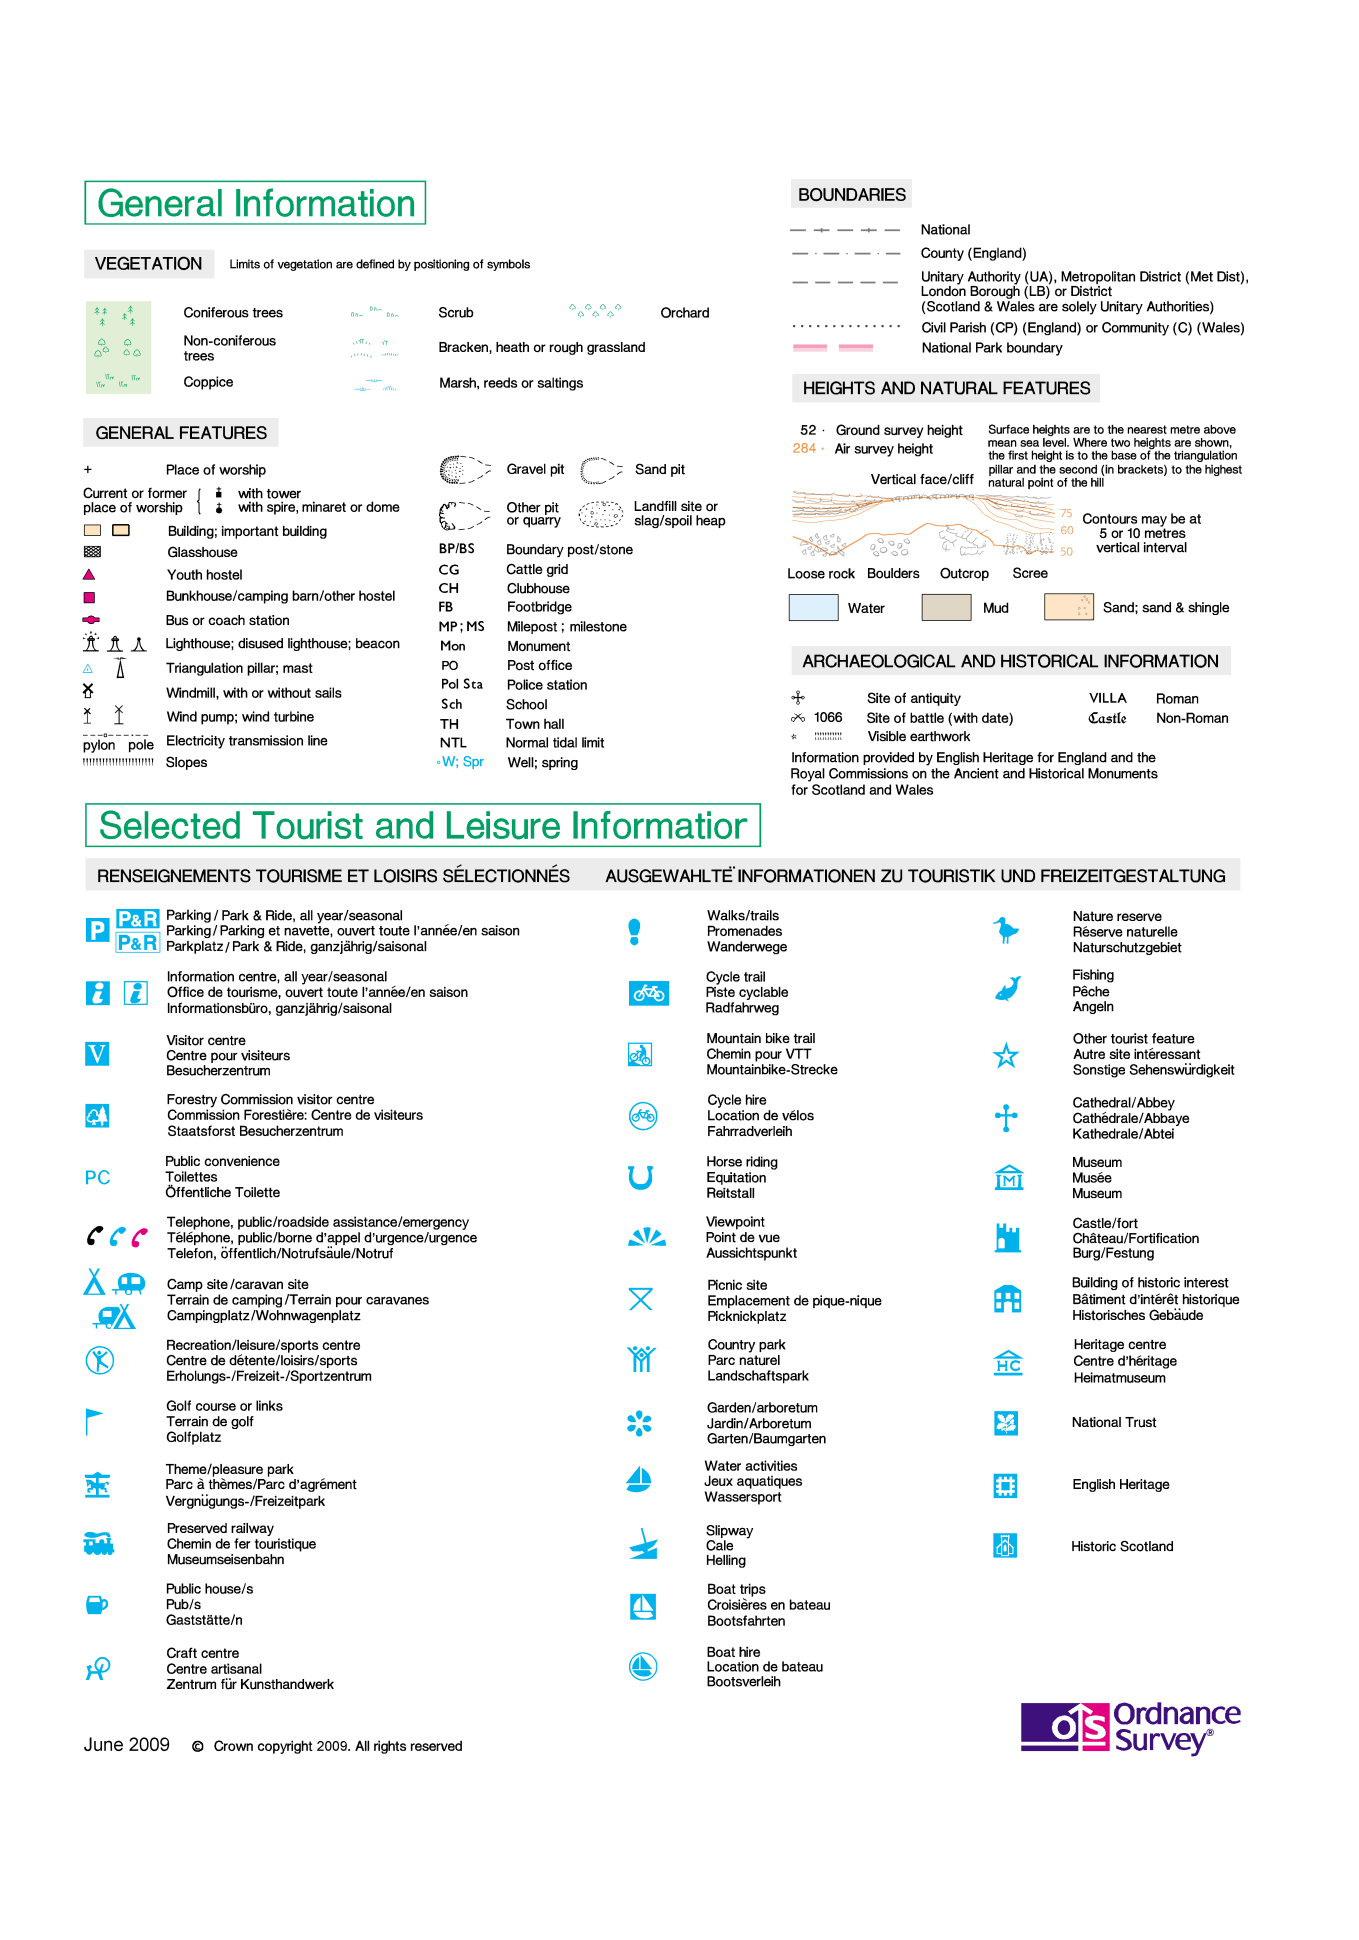 General Information
VEGETATION Limits of vegetation are defined by positioning of symbols
Coniferous trees
Non-coniferous
trees
Coppice
Scrub
Bracken, heath or rough grassland
Marsh, reeds or saltings
Orchard
GENERAL FEATURES
Place of worship
Current or former
place of worship
with tower
with spire, minaret or dome
Building; important building
Glasshouse
Youth hostel
Bunkhouse/camping barn/other hostel
Bus or coach station
Lighthouse; disused lighthouse; beacon
Triangulation pillar; mast
Windmill, with or without sails
Wind pump; wind turbine
pylon pole Electricity transmission line
Slopes
Gravel pit
Sand pit
Other pit
or quarry
Landfill site or
slag/spoil heap
BP/BS Boundary post/stone
CG Cattle grid
CH Clubhouse
FB Footbridge
MP ; MS Milepost ; milestone
Mon Monument
PO Post office
Pol Sta Police station
Sch School
TH Town hall
NTL Normal tidal limit
W; Spr Well; spring
BOUNDARIES
National
County (England)
Unitary Authority (UA), Metropolitan District (Met Dist),
London Borough (LB) or District
(Scotland & Wales are solely Unitary Authorities)
Civil Parish (CP) (England) or Community (C) (Wales)
National Park boundary
HEIGHTS AND NATURAL FEATURES
52 · Ground survey height
284 · Air survey height
Surface heights are to the nearest metre above
mean sea level. Where two heights are shown,
the first height is to the base of the triangulation
pillar and the second (in brackets) to the highest
natural point of the hill
Vertical face/cliff
75
60
50
Contours may be at
5 or 10 metres
vertical interval
Loose rock Boulders Outcrop Scree
Water Mud Sand; sand & shingle
ARCHAEOLOGICAL AND HISTORICAL INFORMATION
Site of antiquity
1066 Site of battle (with date)
Visible earthwork
VILLA Roman
Castle Non-Roman
Information provided by English Heritage for England and the
Royal Commissions on the Ancient and Historical Monuments
for Scotland and Wales
Selected Tourist and Leisure Informatior
RENSEIGNEMENTS TOURISME ET LOISIRS SÉLECTIONNÉS AUSGEWAHLTË INFORMATIONEN ZU TOURISTIK UND FREIZEITGESTALTUNG
P P&R
P&R
Parking / Park & Ride, all year/seasonal
Parking / Parking et navette, ouvert toute l'année/en saison
Parkplatz / Park & Ride, ganzjährig/saisonal
i i
Information centre, all year/seasonal
Office de tourisme, ouvert toute l'année/en saison
Informationsbüro, ganzjährig/saisonal
V
Visitor centre
Centre pour visiteurs
Besucherzentrum
Forestry Commission visitor centre
Commission Forestière: Centre de visiteurs
Staatsforst Besucherzentrum
PC
Public convenience
Toilettes
Öffentliche Toilette
Telephone, public/roadside assistance/emergency
Téléphone, public/borne d'appel d'urgence/urgence
Telefon, öffentlich/Notrufsäule/Notruf
Camp site/caravan site
Terrain de camping/Terrain pour caravanes
Campingplatz/Wohnwagenplatz
Recreation/leisure/sports centre
Centre de détente/loisirs/sports
Erholungs-/Freizeit-/Sportzentrum
Golf course or links
Terrain de golf
Golfplatz
Theme/pleasure park
Parc à thèmes/Parc d'agrément
Vergnügungs-/Freizeitpark
Preserved railway
Chemin de fer touristique
Museumseisenbahn
Public house/s
Pub/s
Gaststätte/n
Craft centre
Centre artisanal
Zentrum für Kunsthandwerk
Walks/trails
Promenades
Wanderwege
Cycle trail
Piste cyclable
Radfahrweg
Mountain bike trail
Chemin pour VTT
Mountainbike-Strecke
Cycle hire
Location de vélos
Fahrradverleih
Horse riding
Equitation
Reitstall
Viewpoint
Point de vue
Aussichtspunkt
Picnic site
Emplacement de pique-nique
Picknickplatz
Country park
Parc naturel
Landschaftspark
Garden/arboretum
Jardin/Arboretum
Garten/Baumgarten
Water activities
Jeux aquatiques
Wassersport
Slipway
Cale
Helling
Boat trips
Croisières en bateau
Bootsfahrten
Boat hire
Location de bateau
Bootsverleih
Nature reserve
Réserve naturelle
Naturschutzgebiet
Fishing
Pêche
Angeln
Other tourist feature
Autre site intéressant
Sonstige Sehenswürdigkeit
Cathedral/Abbey
Cathédrale/Abbaye
Kathedrale/Abtei
M
Museum
Musée
Museum
Castle/fort
Château/Fortification
Burg/Festung
Building of historic interest
Bâtiment d'intérêt historique
Historisches Gebäude
HC
Heritage centre
Centre d'héritage
Heimatmuseum
National Trust
English Heritage
Historic Scotland
June 2009 © Crown copyright 2009. All rights reserved
OS Ordnance
Survey®